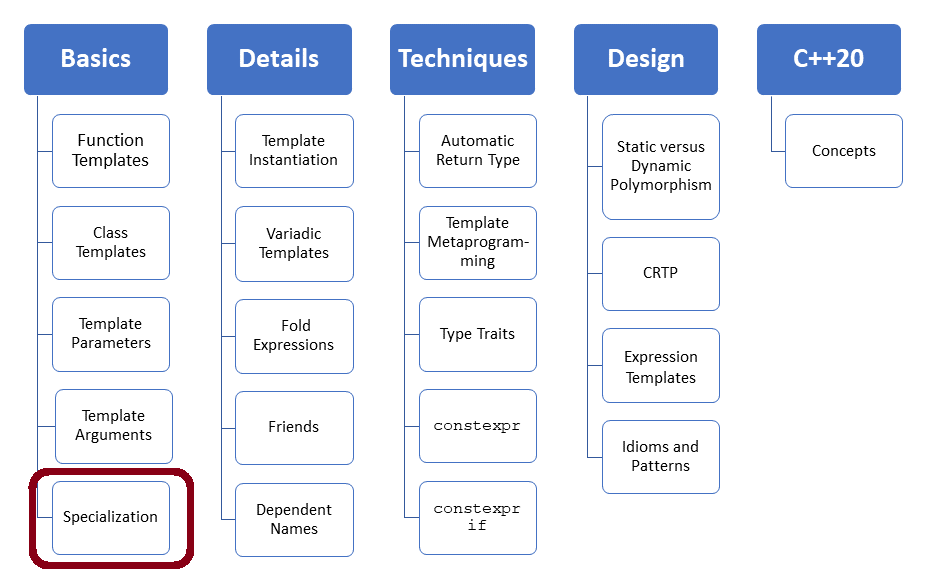 Basics
Function
Templates
Class
Templates
Template
Parameters
Template
Arguments
Specialization
Details
Template
Instantiation
Variadic
Templates
Fold
Expressions
Friends
Dependent
Names
Techniques
Automatic
Return Type
Template
Metaprogram-
ming
Type Traits
constexpr
constexpr
if
Design
Static versus
Dynamic
Polymorphism
CRTP
Expression
Templates
Idioms and
Patterns
C++20
Concepts